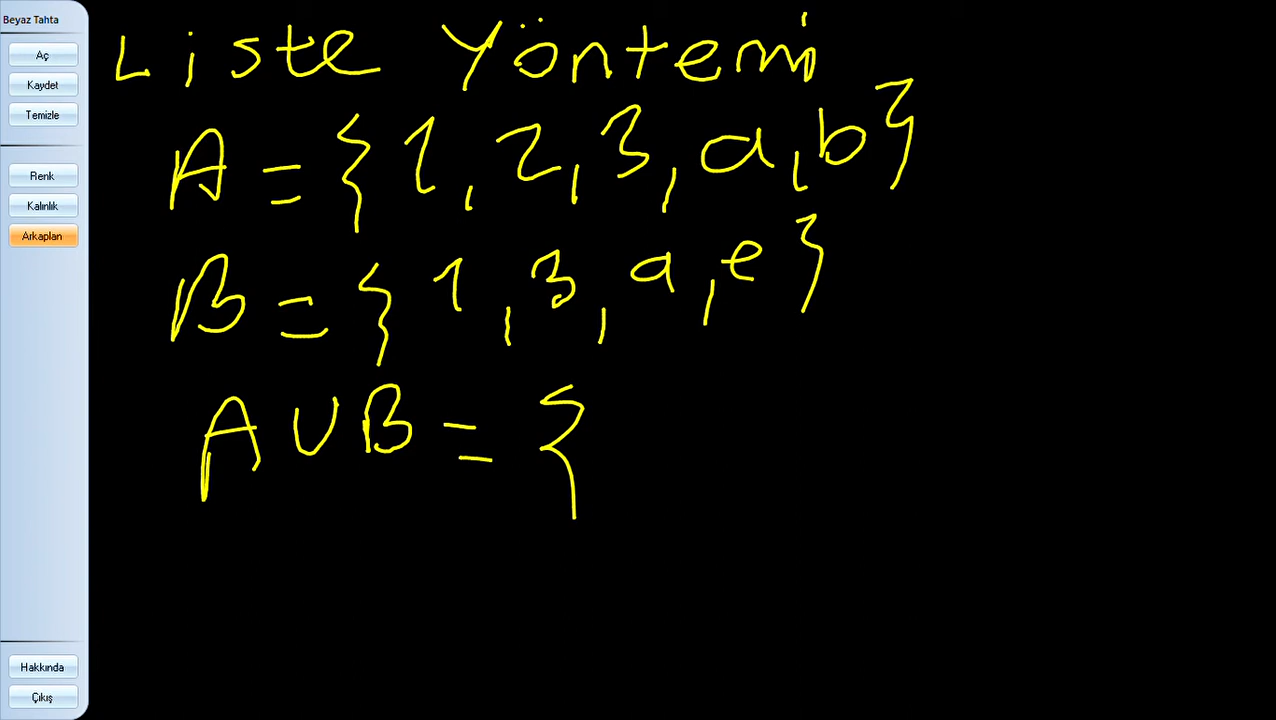 Beyaz Tahta
Aç
Kaydet
Temizle
Renk
Kalınlık
Arkaplan
Hakkında
Çıkış
Liste Yöntemi
A = {1, 2, 3, a, b}
B = {1, 3, a, e}
A ∪ B = {